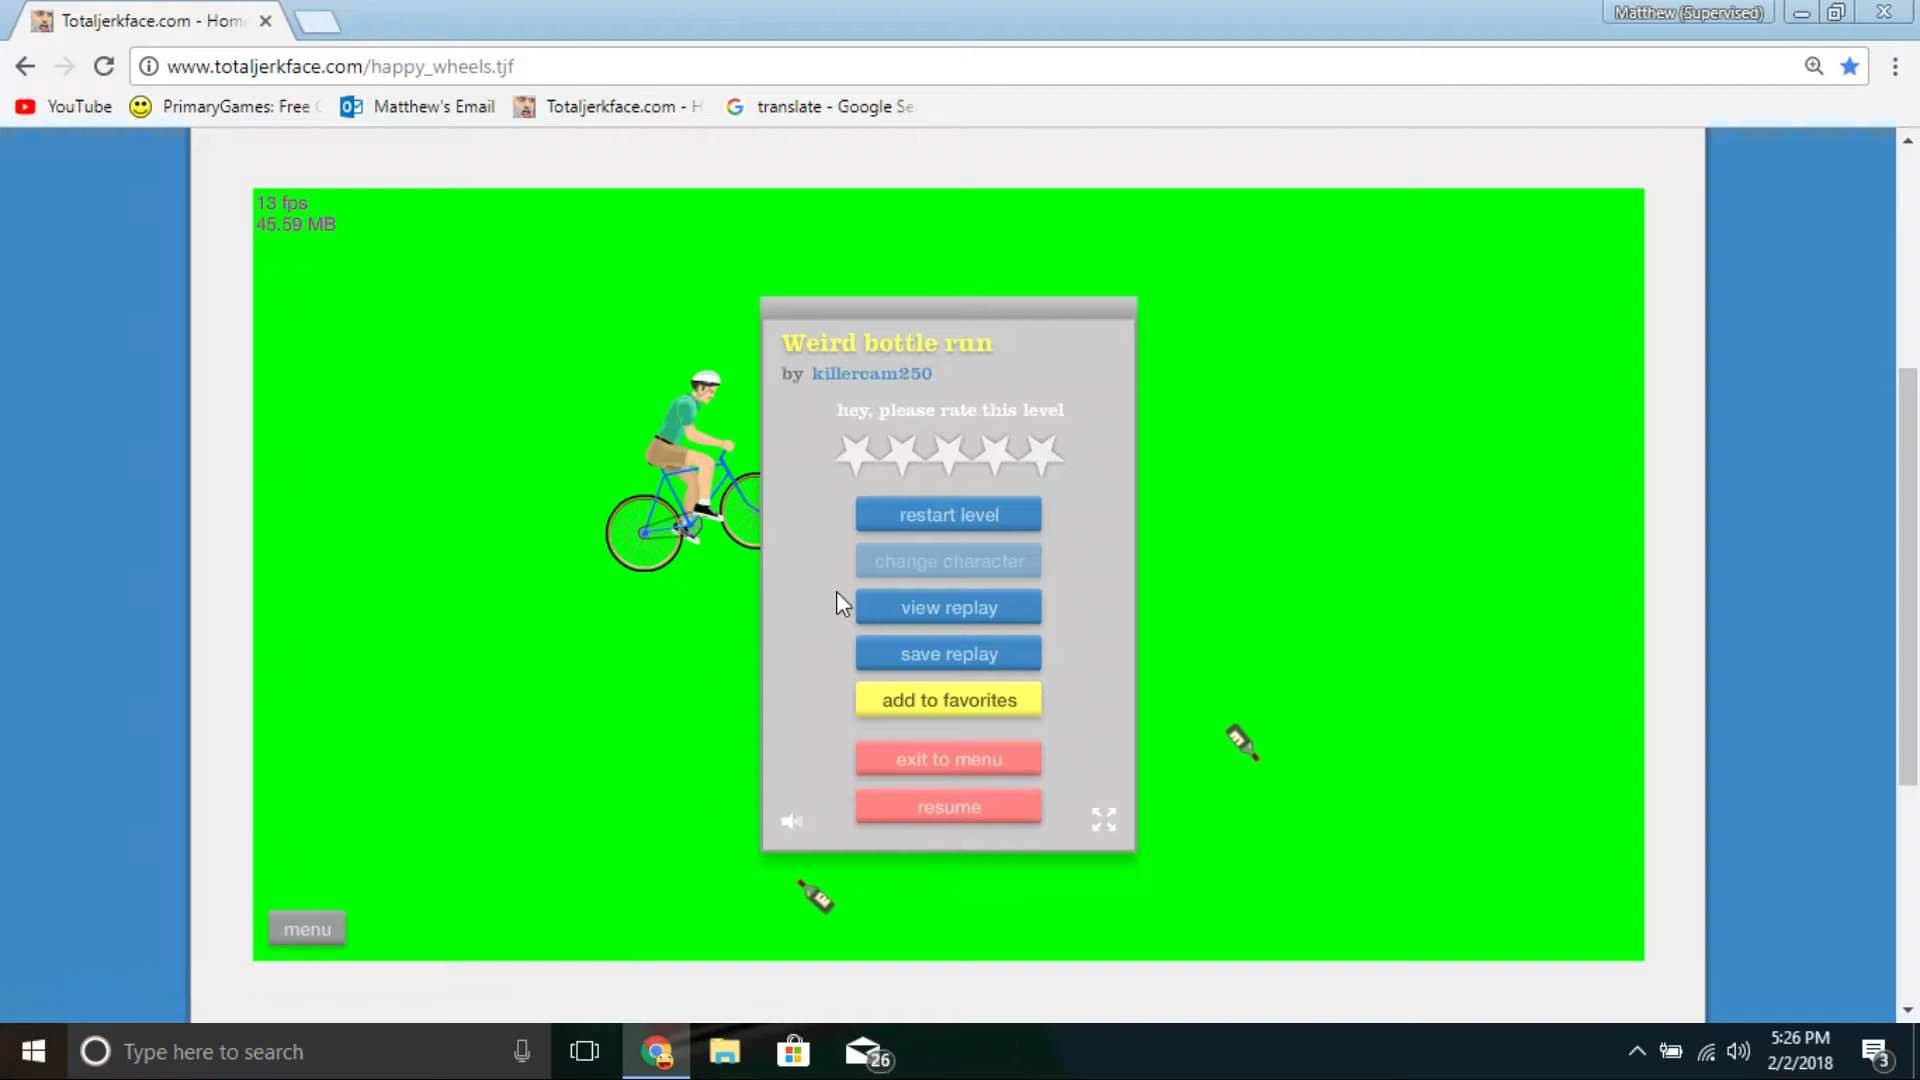 Totaljerkface.com - Hom
Matthew (Supervised)
www.totaljerkface.com/happy_wheels.tjf
YouTube PrimaryGames: Free Matthew's Email Totaljerkface.com - H translate - Google Se
13 fps
45.59 MB
Weird bottle run
by killercam250
hey, please rate this level
restart level
change character
view replay
save replay
add to favorites
exit to menu
resume
menu
Type here to search
26
5:26 PM
2/2/2018
3